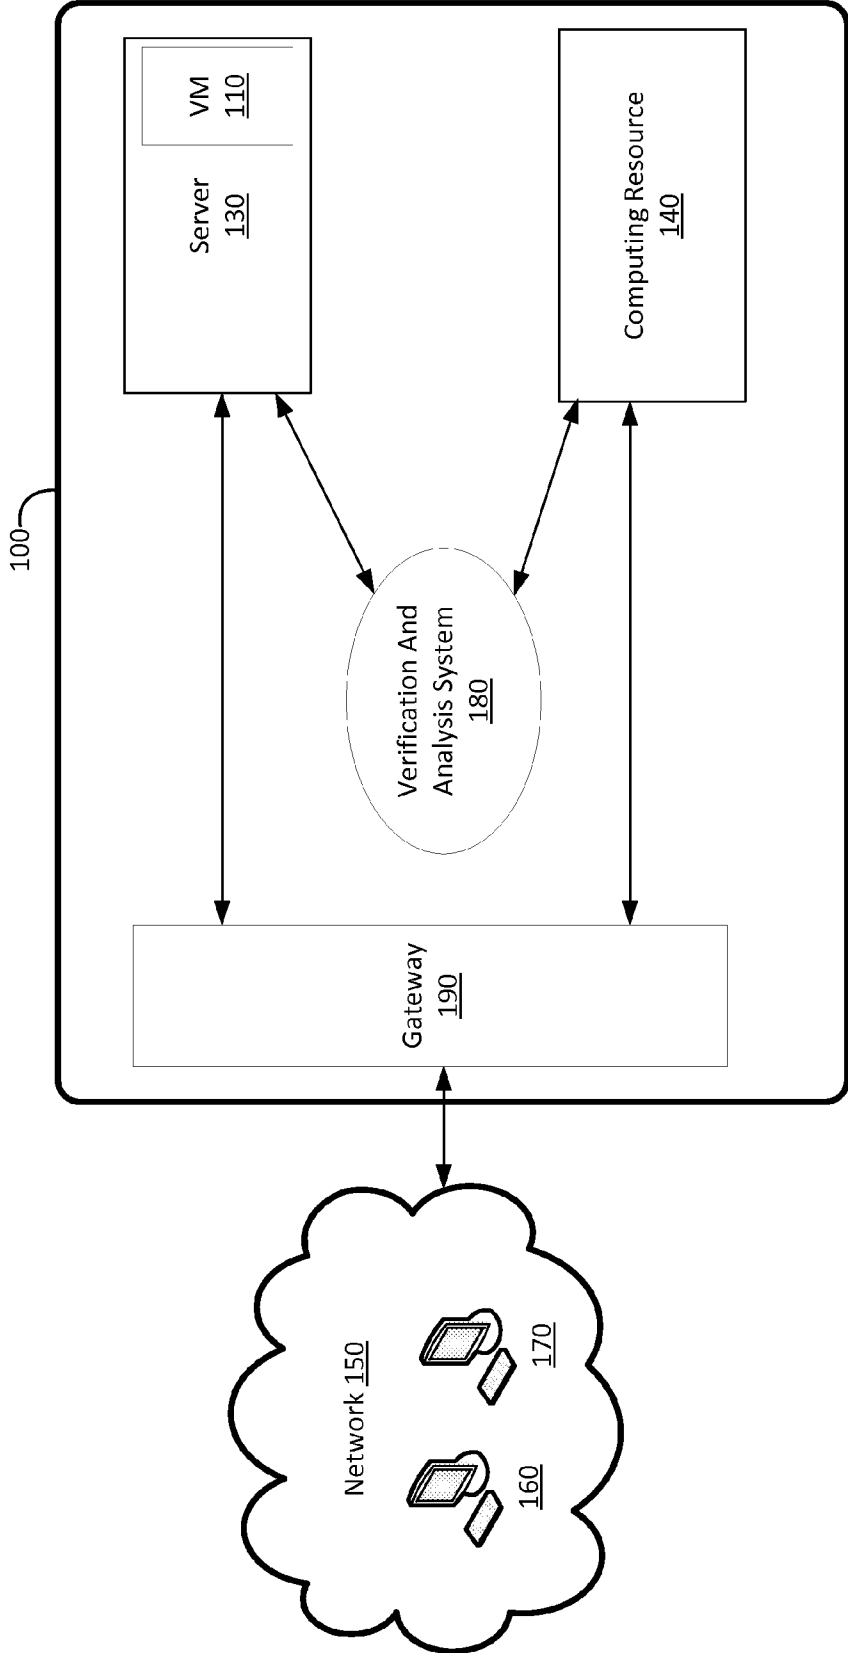 100
Server
130
VM
110
Verification And
Analysis System
180
Gateway
190
Computing Resource
140
Network 150
160
170